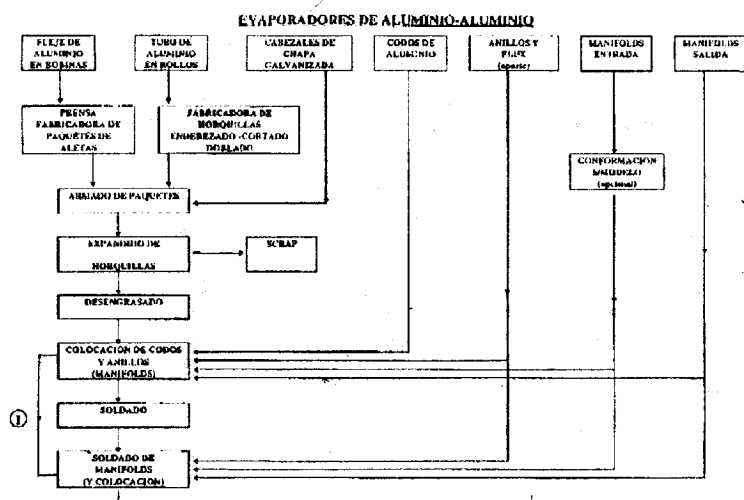 EVAPORADORES DE ALUMINIO-ALUMINIO
FLEJE DE
ALUMINIO
EN BOBINAS
TUBO DE
ALUMINIO
EN ROLLOS
CABEZALES DE
CHAPA
GALVANIZADA
CODOS DE
ALUMINIO
ANILLOS Y
FLUX
(aporte)
MANIFOLDS
ENTRADA
MANIFOLDS
SALIDA
PRENSA
FABRICADORA DE
PAQUETES DE
ALETAS
FABRICADORA DE
HORQUILLAS
ENDEREZADO -CORTADO
DOBLADO
CONFORMACION
S/MODELO
(opcional)
ARMADO DE PAQUETES
EXPANDIDO DE
HORQUILLAS
SCRAP
DESENGRASADO
COLOCACION DE CODOS
Y ANILLOS
(MANIFOLDS)
1
SOLDADO
SOLDADO DE
MANIFOLDS
(Y COLOCACION)